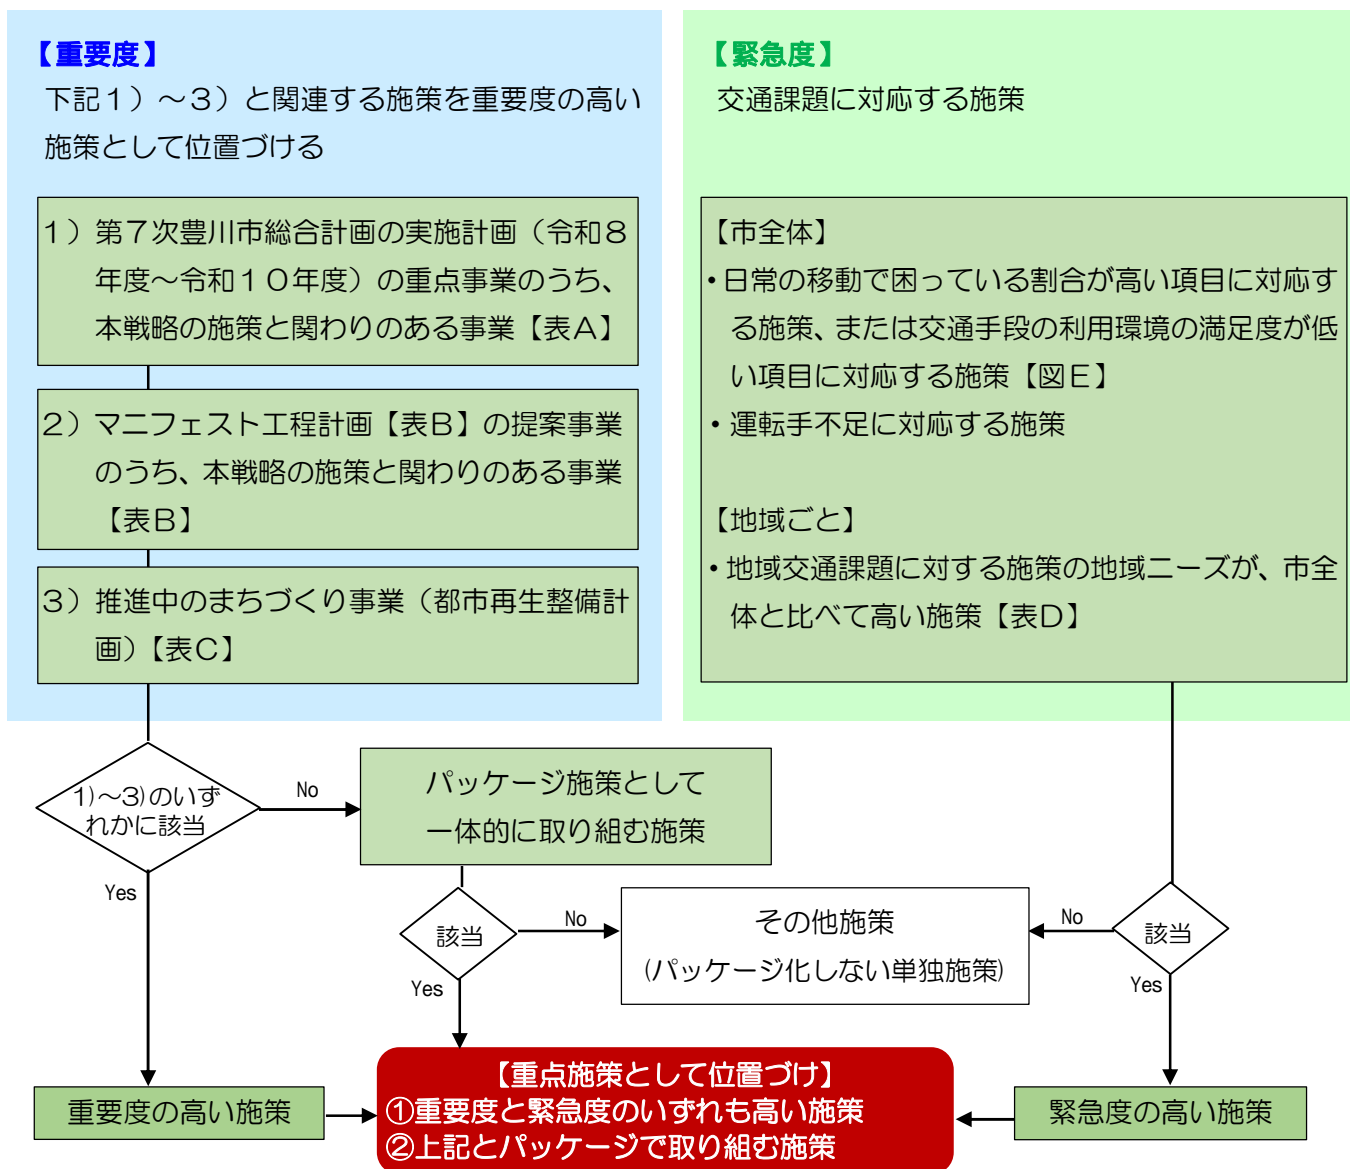 【重要度】
下記１）～３）と関連する施策を重要度の高い
施策として位置づける
１）第７次豊川市総合計画の実施計画（令和８
年度～令和１０年度）の重点事業のうち、
本戦略の施策と関わりのある事業【表Ａ】
２）マニフェスト工程計画【表Ｂ】の提案事業
のうち、本戦略の施策と関わりのある事業
【表Ｂ】
３）推進中のまちづくり事業（都市再生整備計
画）【表Ｃ】
【緊急度】
交通課題に対応する施策
【市全体】
・日常の移動で困っている割合が高い項目に対応す
る施策、または交通手段の利用環境の満足度が低
い項目に対応する施策【図Ｅ】
・運転手不足に対応する施策
【地域ごと】
・地域交通課題に対する施策の地域ニーズが、市全
体と比べて高い施策【表Ｄ】
1)～3)のいず
れかに該当
No
パッケージ施策として
一体的に取り組む施策
Yes
該当
No
その他施策
(パッケージ化しない単独施策)
No
該当
Yes
Yes
重要度の高い施策
【重点施策として位置づけ】
①重要度と緊急度のいずれも高い施策
②上記とパッケージで取り組む施策
緊急度の高い施策